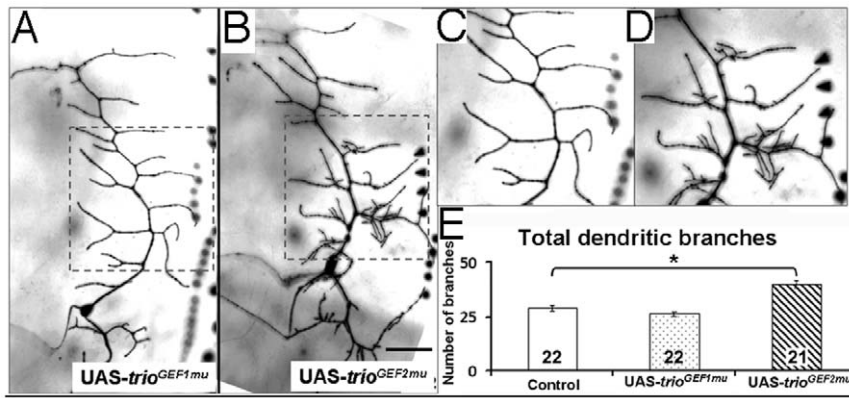 A
B
C
D
UAS-trioGEF1mu
UAS-trioGEF2mu
E
Total dendritic branches
*
Number of branches
50
25
0
22
22
21
Control
UAS-trioGEF1mu
UAS-trioGEF2mu